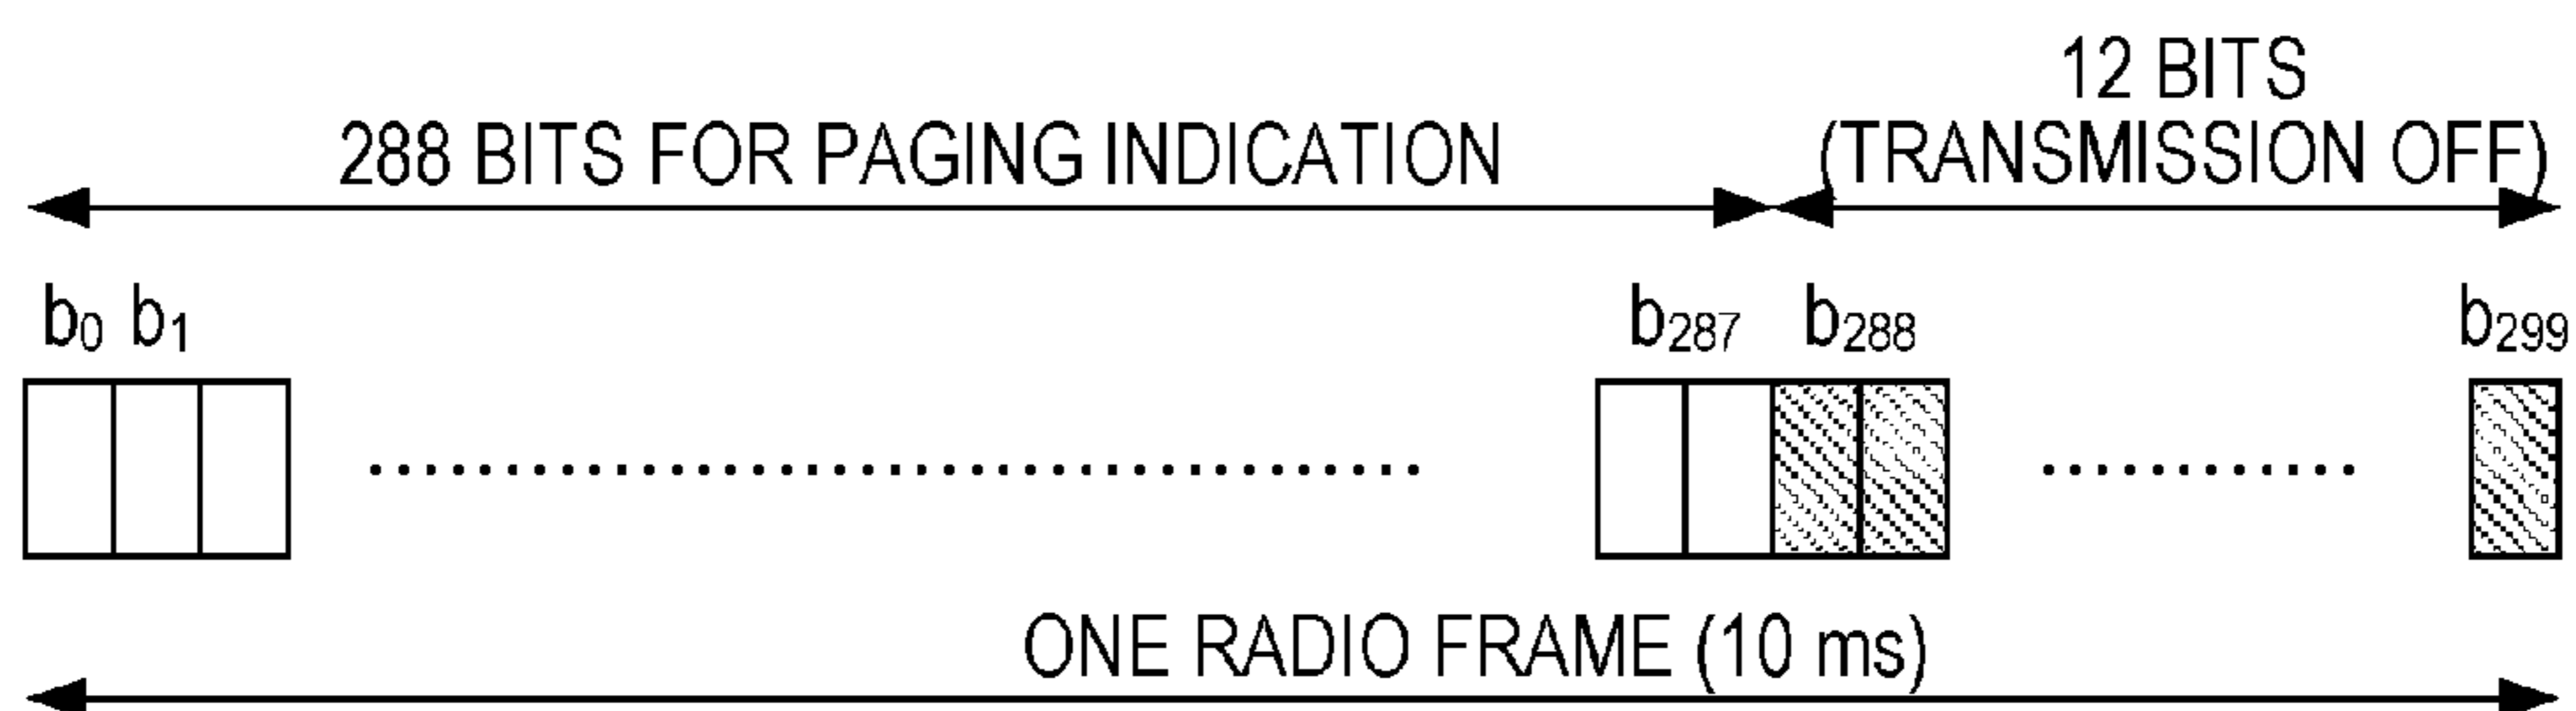 12 BITS
288 BITS FOR PAGING INDICATION (TRANSMISSION OFF)
b0 b1 b287 b288 b299
ONE RADIO FRAME (10 ms)